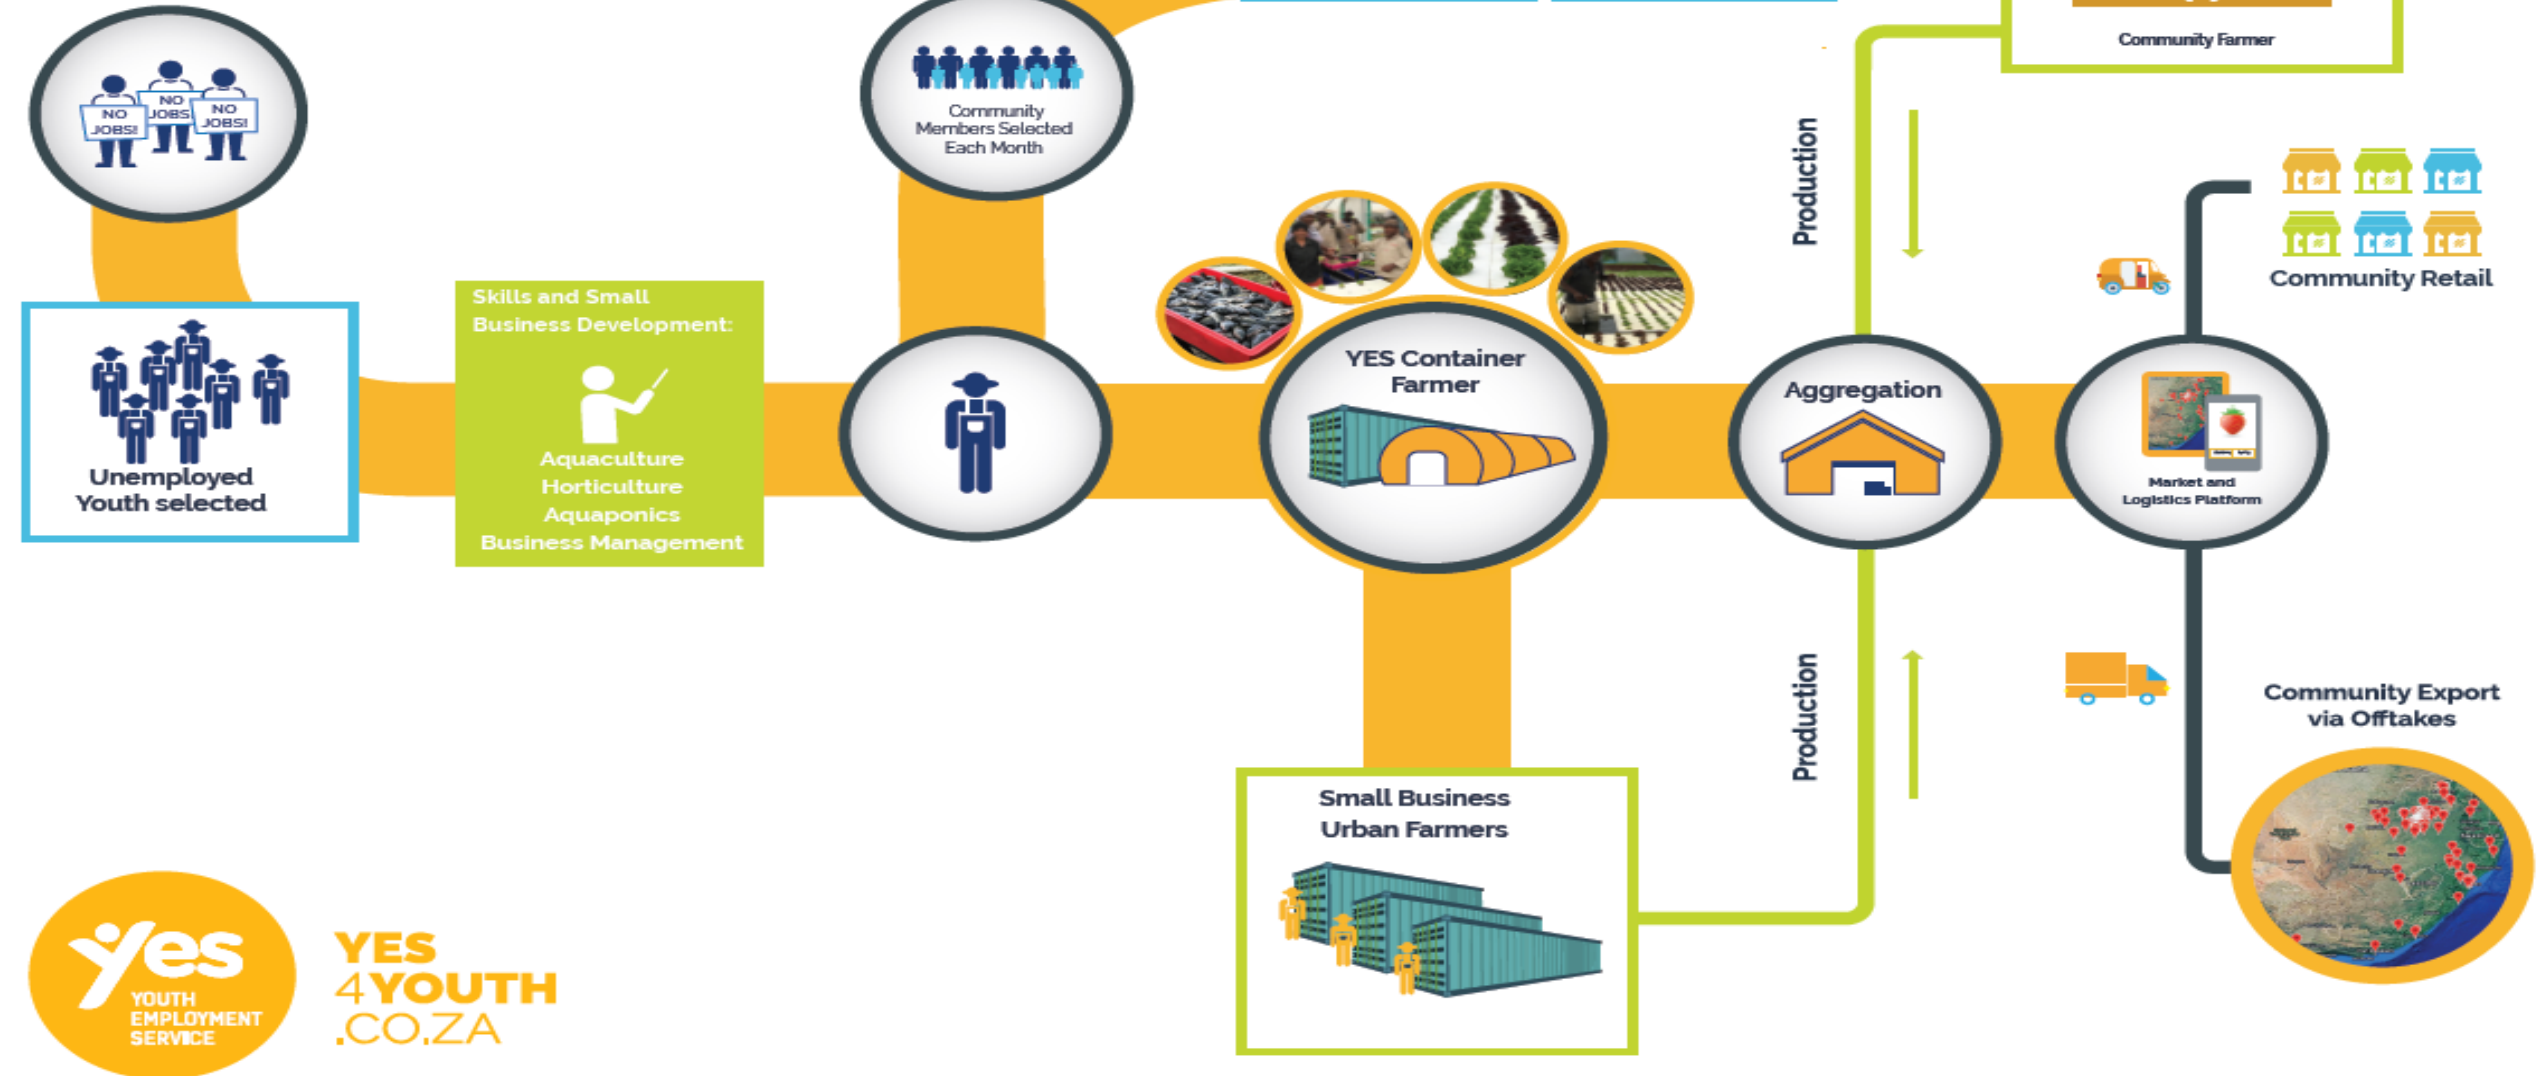 NO
JOBS!
NO
JOBS!
NO
JOBS!
Unemployed
Youth selected
Skills and Small
Business Development:
Aquaculture
Horticulture
Aquaponics
Business Management
Community
Members Selected
Each Month
YES Container
Farmer
Small Business
Urban Farmers
Community Farmer
Production
Production
Aggregation
Market and
Logistics Platform
Community Retail
Community Export
via Offtakes
yes
YOUTH
EMPLOYMENT
SERVICE
YES
4YOUTH
.CO.ZA